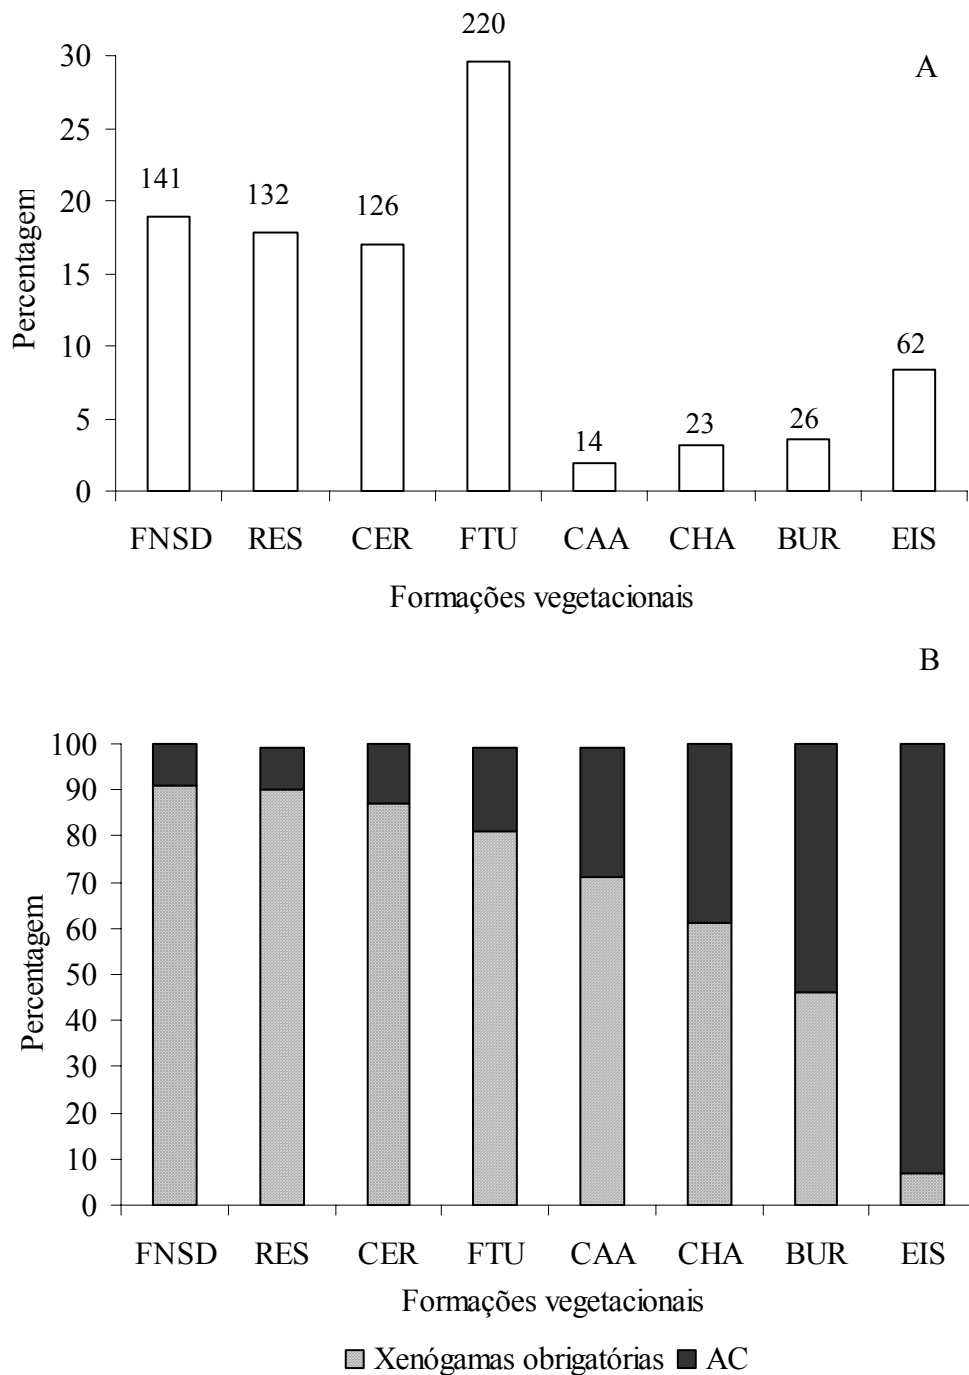 220
30
A
25
141
132
126
20
15
10
62
5
14
23
26
0
Percentagem
FNSD RES CER FTU CAA CHA BUR EIS
Formações vegetacionais
B
100
90
80
70
60
50
40
30
20
10
0
Percentagem
FNSD RES CER FTU CAA CHA BUR EIS
Formações vegetacionais
Xenógamas obrigatórias AC